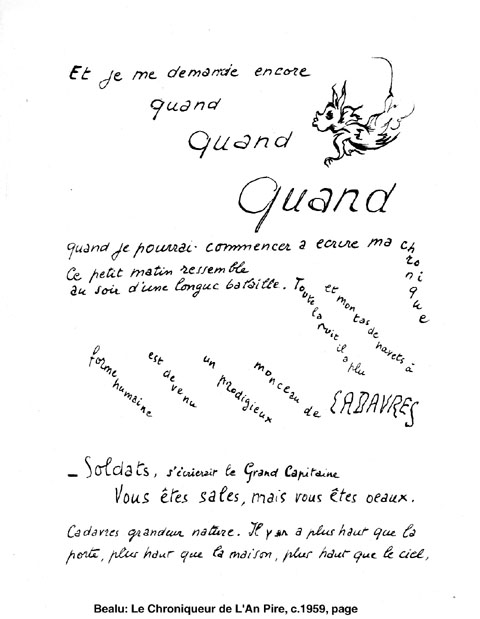 Et je me demande encore
quand
quand
Quand
quand je pourrai commencer a ecrire ma chronique
Ce petit matin ressemble
au soir d'une longue bataille. Toute la nuit il a plu
et mon tas de navets à
forme humaine est devenu un prodigieux monceau de CADAVRES
_ Soldats, s'écrierait le Grand Capitaine
Vous êtes sales, mais vous êtes beaux.
Cadavres grandeur nature. Il y en a plus haut que la
porte, plus haut que la maison, plus haut que le ciel,
Bealu: Le Chroniqueur de L'An Pire, c.1959, page